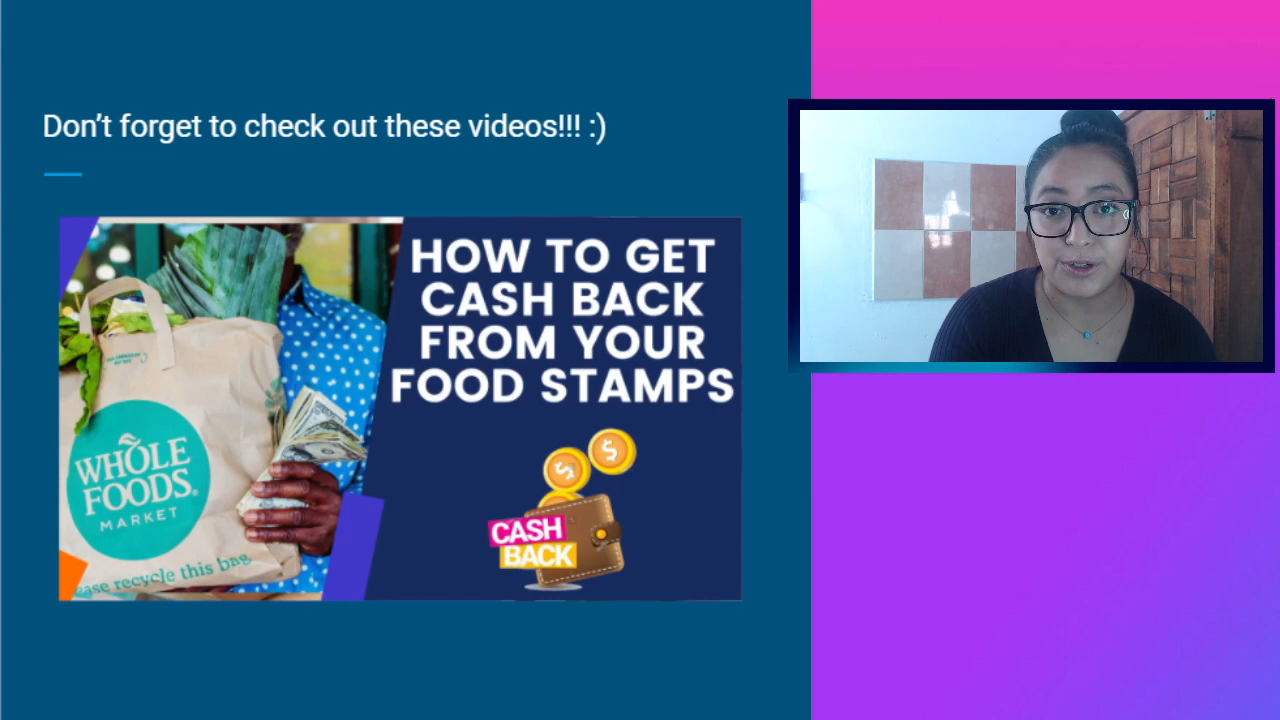 Don’t forget to check out these videos!!! :)
HOW TO GET
CASH BACK
FROM YOUR
FOOD STAMPS
WHOLE
FOODS
MARKET
ase recycle this bag
CASH
BACK